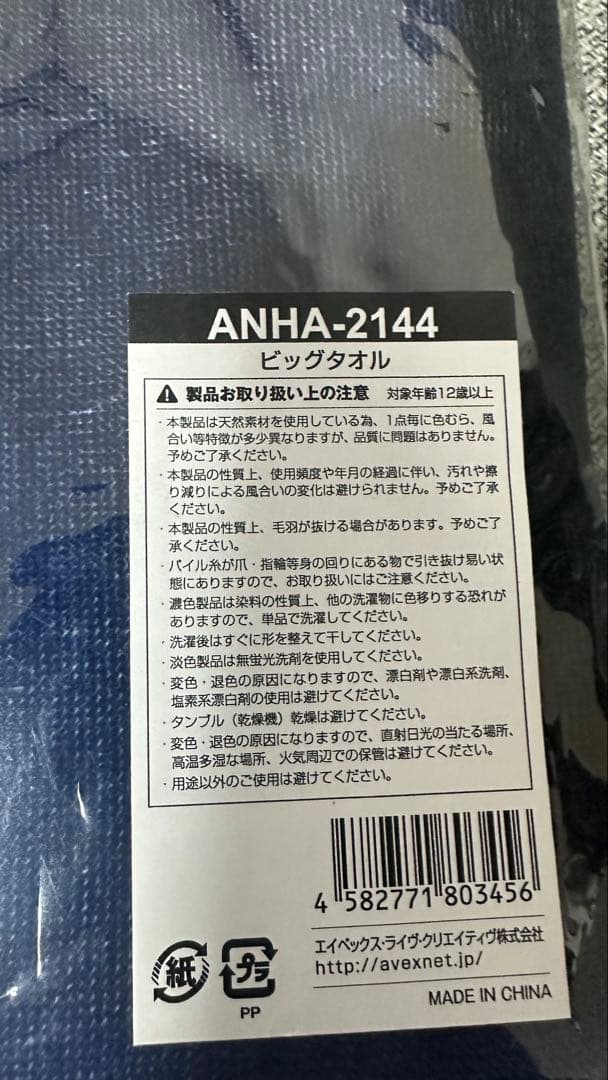 ANHA-2144
ビッグタオル
製品お取り扱い上の注意 対象年齢12歳以上
・本製品は天然素材を使用している為、1点毎に色むら、風
合い等特徴が多少異なりますが、品質に問題はありません。
予めご了承ください。
・本製品の性質上、使用頻度や年月の経過に伴い、汚れや擦
り減りによる風合いの変化は避けられません。予めご了承
ください。
・本製品の性質上、毛羽が抜ける場合があります。予めご了
承ください。
・パイル糸が爪・指輪等身の回りにある物で引き抜け易い状
態にありますので、お取り扱いにはご注意ください。
・濃色製品は染料の性質上、他の洗濯物に色移りする恐れが
ありますので、単品で洗濯してください。
・洗濯後はすぐに形を整えて干してください。
・淡色製品は無蛍光洗剤を使用してください。
・変色・退色の原因になりますので、漂白剤や漂白系洗剤、
塩素系漂白剤の使用は避けてください。
・タンブル（乾燥機）乾燥は避けてください。
・変色・退色の原因になりますので、直射日光の当たる場所、
高温多湿な場所、火気周辺での保管は避けてください。
・用途以外のご使用は避けてください。
4 582771 803456
エイベックス・ライヴ・クリエイティヴ株式会社
http://avexnet.jp/
紙 プラ
PP
MADE IN CHINA